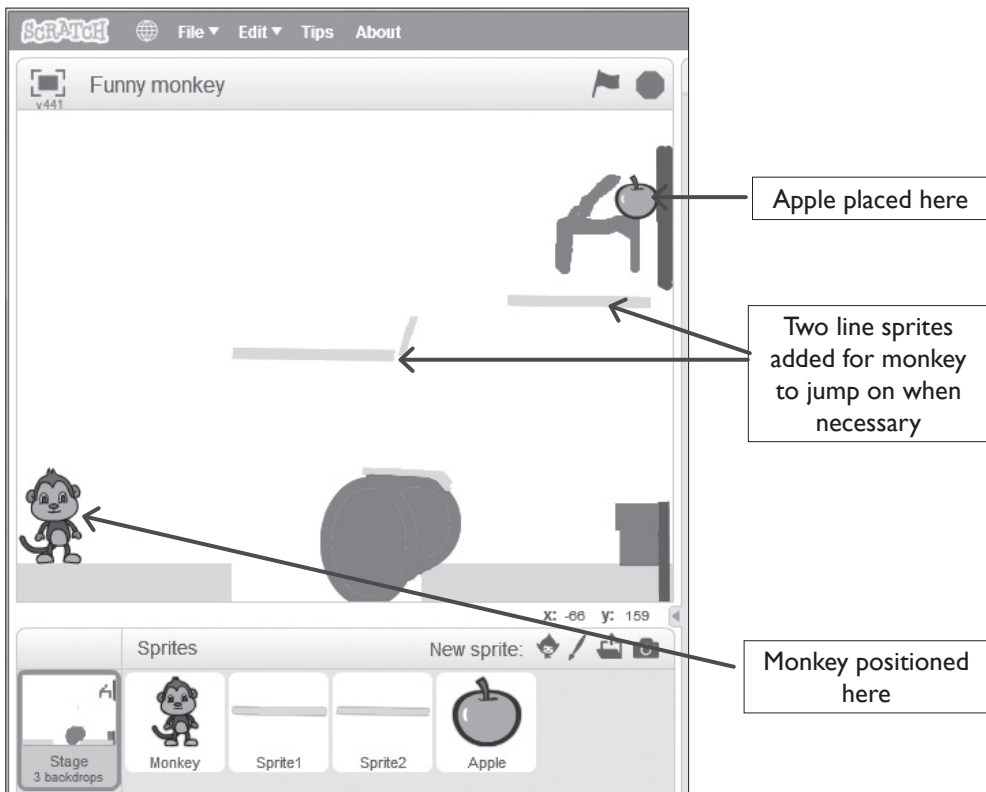 SCRATCH File Edit Tips About
v441
Funny monkey
Apple placed here
Two line sprites
added for monkey
to jump on when
necessary
x: -66 y: 159
Sprites New sprite:
Monkey positioned
here
Stage
3 backdrops
Monkey
Sprite1
Sprite2
Apple